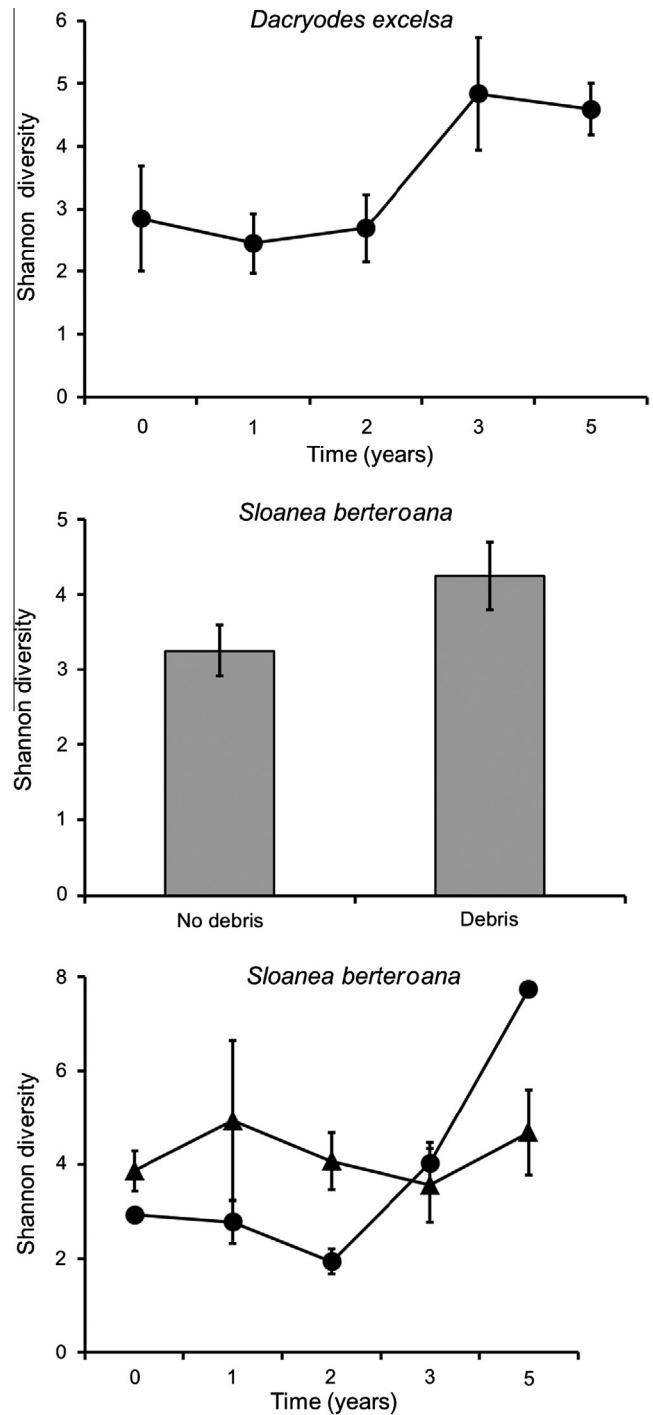 Dacryodes excelsa
6
5
4
3
2
1
0
Shannon diversity
0 1 2 3 5
Time (years)
Sloanea berteroana
5
4
3
2
1
0
Shannon diversity
No debris Debris
Sloanea berteroana
8
6
4
2
0
Shannon diversity
0 1 2 3 5
Time (years)